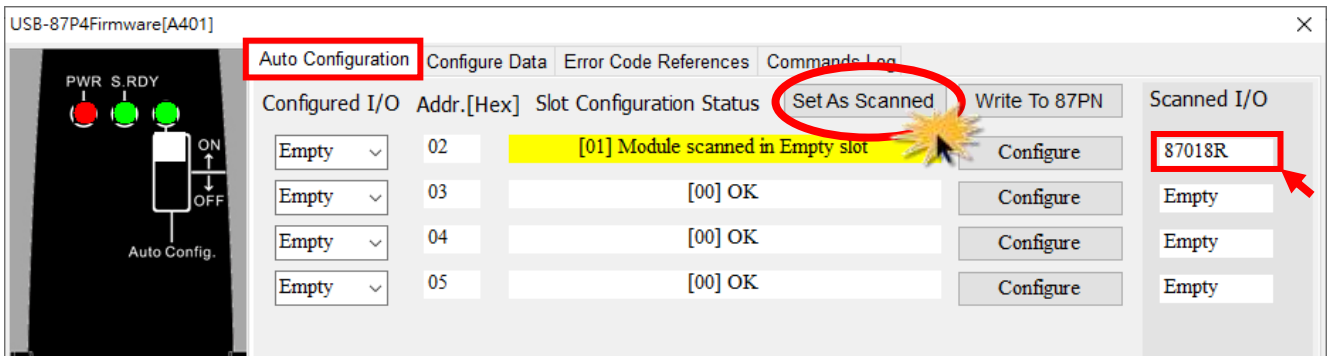 USB-87P4Firmware[A401]
Auto Configuration Configure Data Error Code References Commands Log
PWR S.RDY
ON
OFF
Auto Config.
Configured I/O Addr.[Hex] Slot Configuration Status Set As Scanned Write To 87PN Scanned I/O
Empty 02 [01] Module scanned in Empty slot Configure 87018R
Empty 03 [00] OK Configure Empty
Empty 04 [00] OK Configure Empty
Empty 05 [00] OK Configure Empty